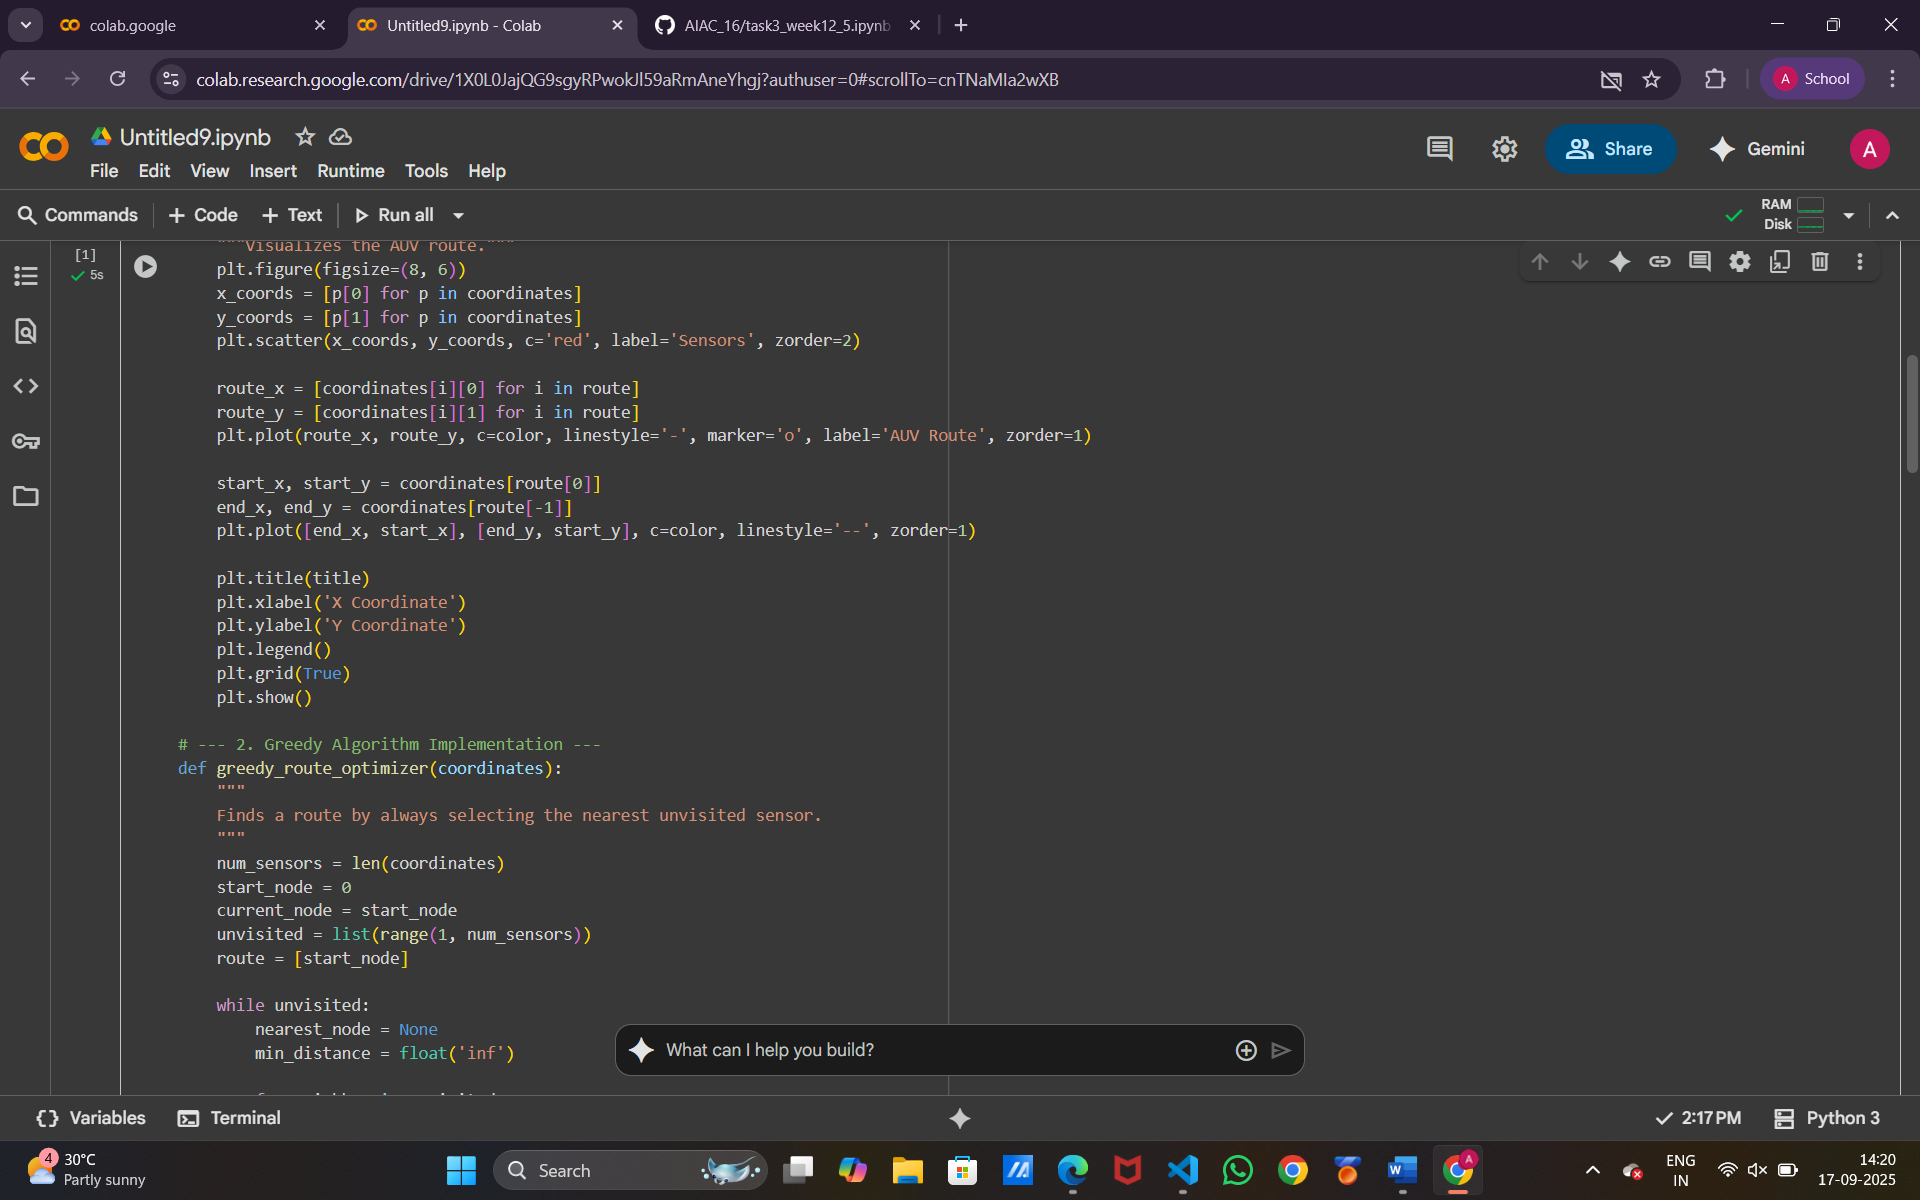 colab.google
Untitled9.ipynb - Colab
AIAC_16/task3_week12_5.ipynb
colab.research.google.com/drive/1X0L0JajQG9sgyRPwokJl59aRmAneYhgj?authuser=0#scrollTo=cnTNaMIa2wXB
A School
Untitled9.ipynb
File Edit View Insert Runtime Tools Help
Share
Gemini
A
Commands
+ Code
+ Text
Run all
RAM
Disk
[1]
5s
"""Visualizes the AUV route."""
plt.figure(figsize=(8, 6))
x_coords = [p[0] for p in coordinates]
y_coords = [p[1] for p in coordinates]
plt.scatter(x_coords, y_coords, c='red', label='Sensors', zorder=2)
route_x = [coordinates[i][0] for i in route]
route_y = [coordinates[i][1] for i in route]
plt.plot(route_x, route_y, c=color, linestyle='-', marker='o', label='AUV Route', zorder=1)
start_x, start_y = coordinates[route[0]]
end_x, end_y = coordinates[route[-1]]
plt.plot([end_x, start_x], [end_y, start_y], c=color, linestyle='--', zorder=1)
plt.title(title)
plt.xlabel('X Coordinate')
plt.ylabel('Y Coordinate')
plt.legend()
plt.grid(True)
plt.show()
# --- 2. Greedy Algorithm Implementation ---
def greedy_route_optimizer(coordinates):
"""
Finds a route by always selecting the nearest unvisited sensor.
"""
num_sensors = len(coordinates)
start_node = 0
current_node = start_node
unvisited = list(range(1, num_sensors))
route = [start_node]
while unvisited:
nearest_node = None
min_distance = float('inf')
What can I help you build?
Variables
Terminal
2:17 PM
Python 3
4
30°C
Partly sunny
Search
A
ENG
IN
14:20
17-09-2025